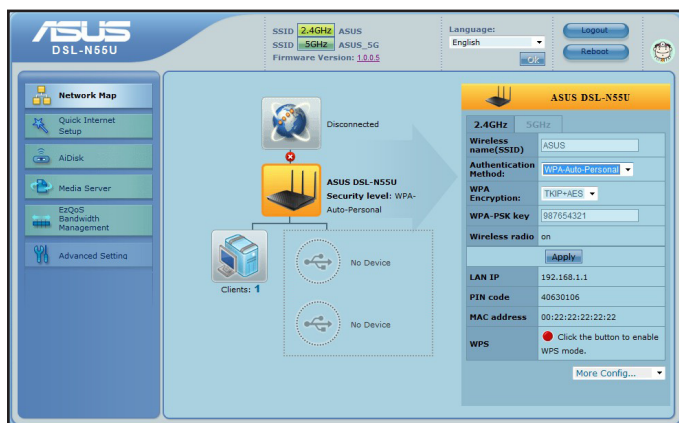 ASUS
DSL-N55U
SSID 2.4GHz ASUS
SSID 5GHz ASUS_5G
Firmware Version: 1.0.0.5
Language:
English
Ok
Logout
Reboot
Network Map
Quick Internet
Setup
AiDisk
Media Server
EzQoS
Bandwidth
Management
Advanced Setting
Disconnected
ASUS DSL-N55U
Security level: WPA-
Auto-Personal
Clients: 1
No Device
No Device
ASUS DSL-N55U
2.4GHz 5GHz
Wireless
name(SSID) ASUS
Authentication
Method: WPA-Auto-Personal
WPA
Encryption: TKIP+AES
WPA-PSK key 987654321
Wireless radio on
Apply
LAN IP 192.168.1.1
PIN code 40630106
MAC address 00:22:22:22:22:22
WPS Click the button to enable
WPS mode.
More Config...